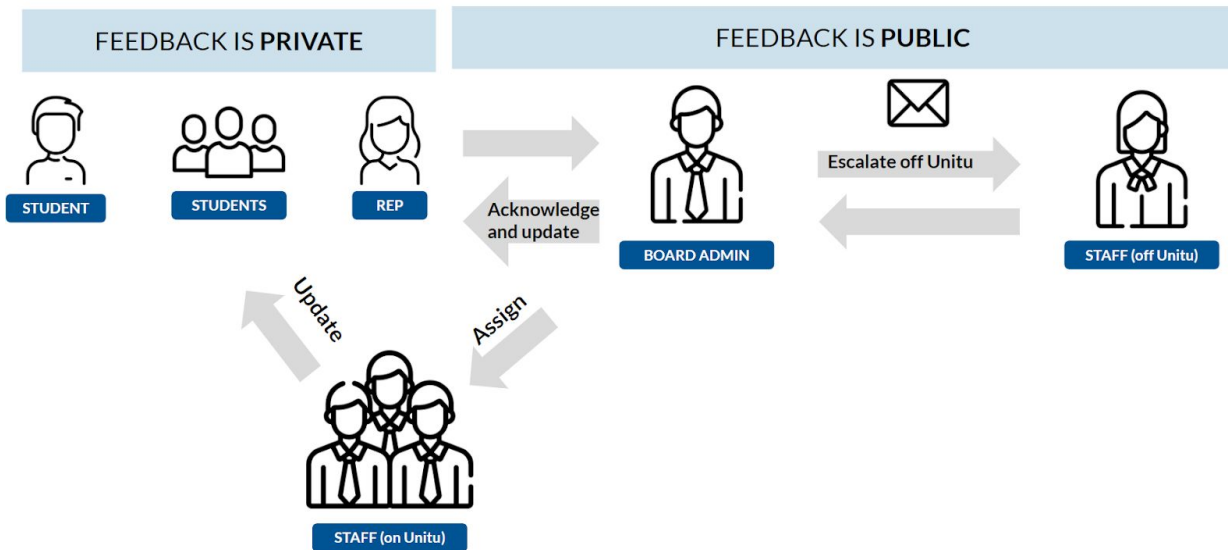 FEEDBACK IS PRIVATE
FEEDBACK IS PUBLIC
STUDENT
STUDENTS
REP
Acknowledge
and update
BOARD ADMIN
Escalate off Unitu
STAFF (off Unitu)
Update
Assign
STAFF (on Unitu)